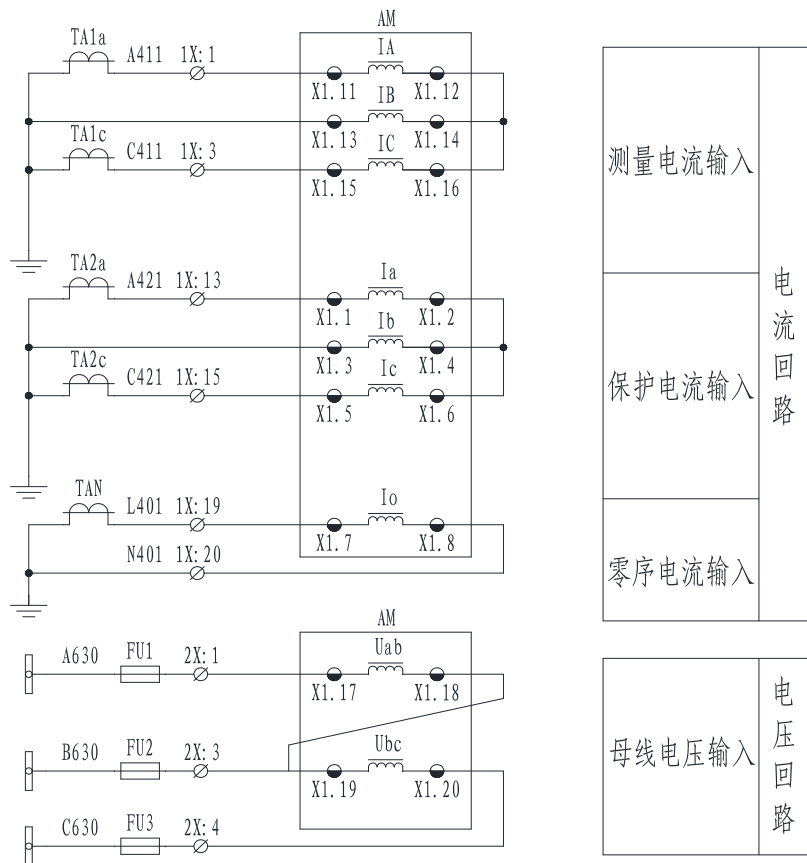 AM
TA1a A411 1X:1 IA
X1.11 X1.12
IB
TA1c C411 1X:3 X1.13 X1.14
IC
X1.15 X1.16
测量电流输入
TA2a A421 1X:13 Ia
X1.1 X1.2
Ib
TA2c C421 1X:15 X1.3 X1.4
Ic
X1.5 X1.6
保护电流输入
电流回路
TAN L401 1X:19 Io
X1.7 X1.8
N401 1X:20
零序电流输入
AM
A630 FU1 2X:1 Uab
X1.17 X1.18
B630 FU2 2X:3 Ubc
X1.19 X1.20
C630 FU3 2X:4
母线电压输入
电压回路